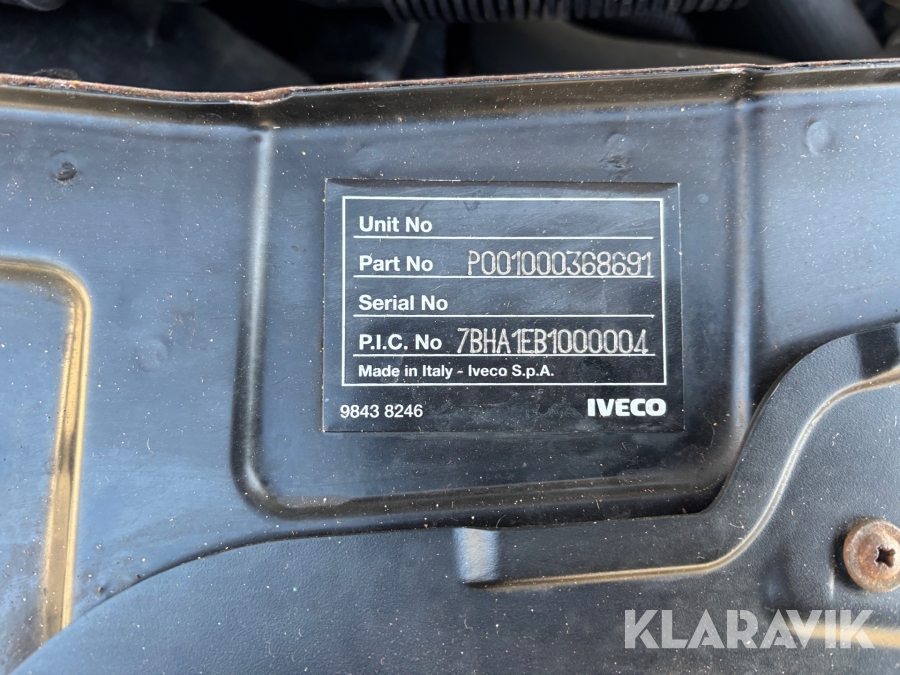 Unit No
Part No P001000368691
Serial No
P.I.C. No 7BHA1EB1000004
Made in Italy - Iveco S.p.A.
9843 8246 IVECO
KLARAVIK